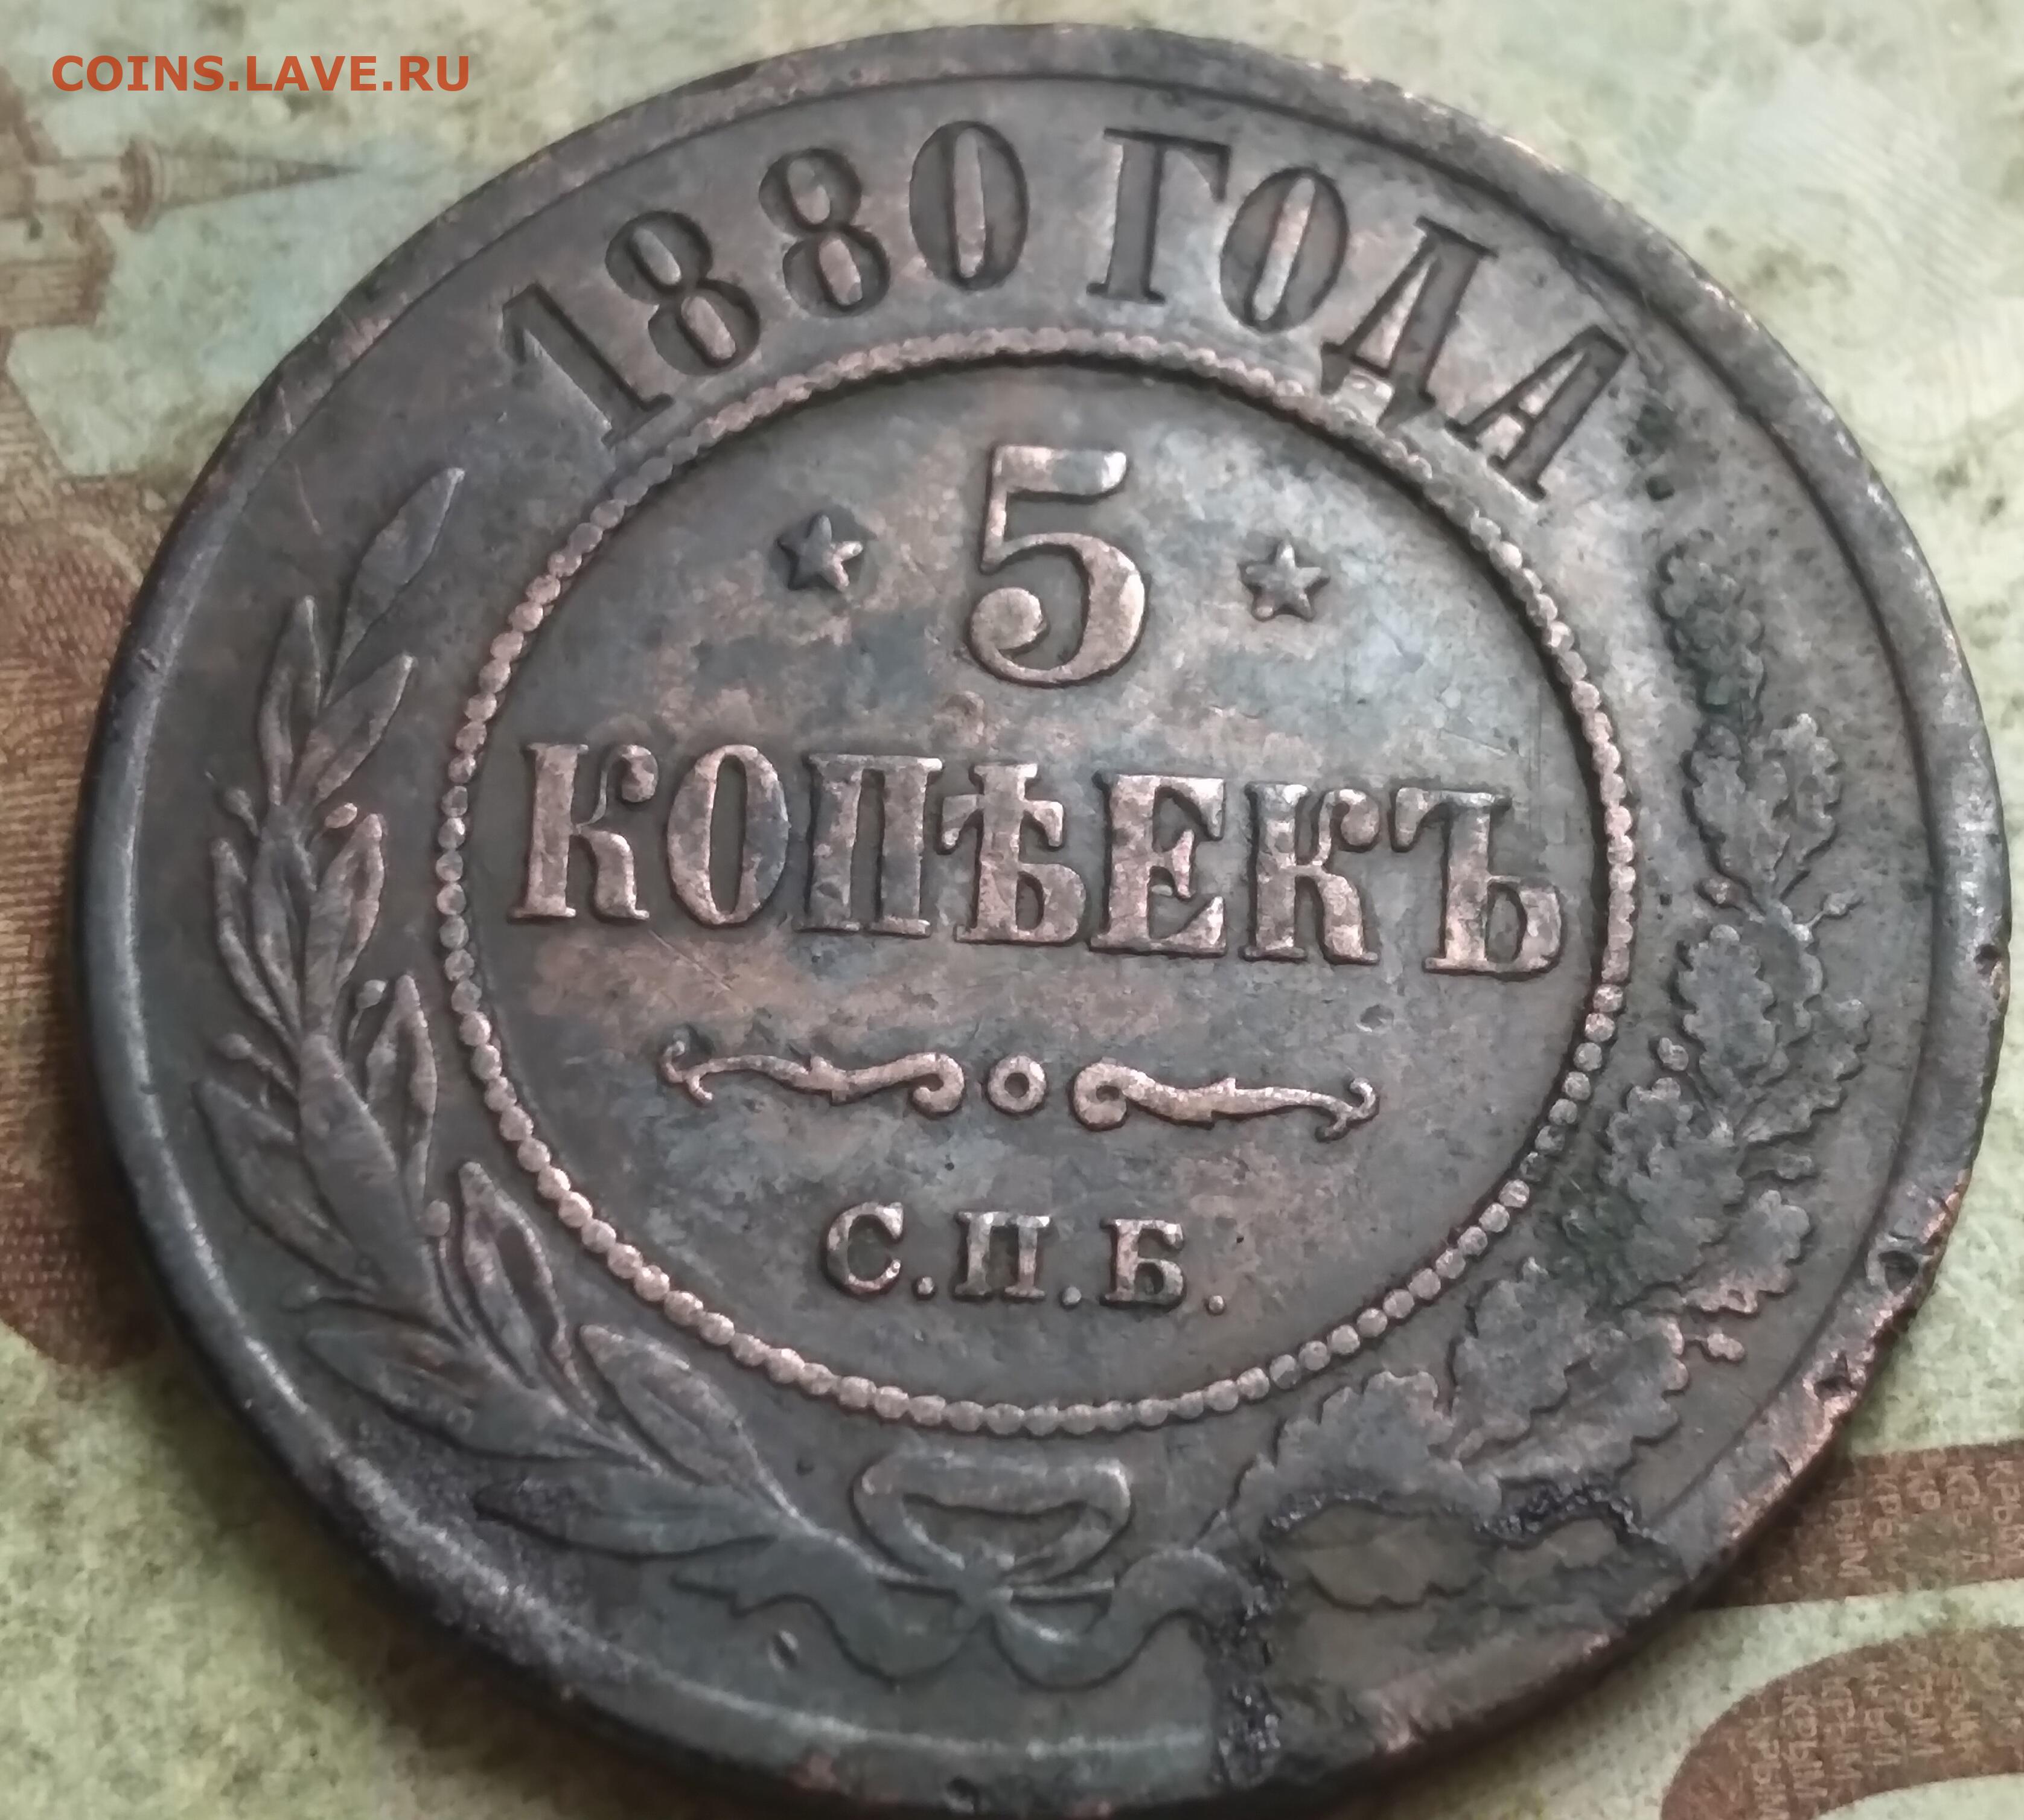 COINS.LAVE.RU
1880 ГОДА.
5
КОПѢЕКЪ
С.П.Б.